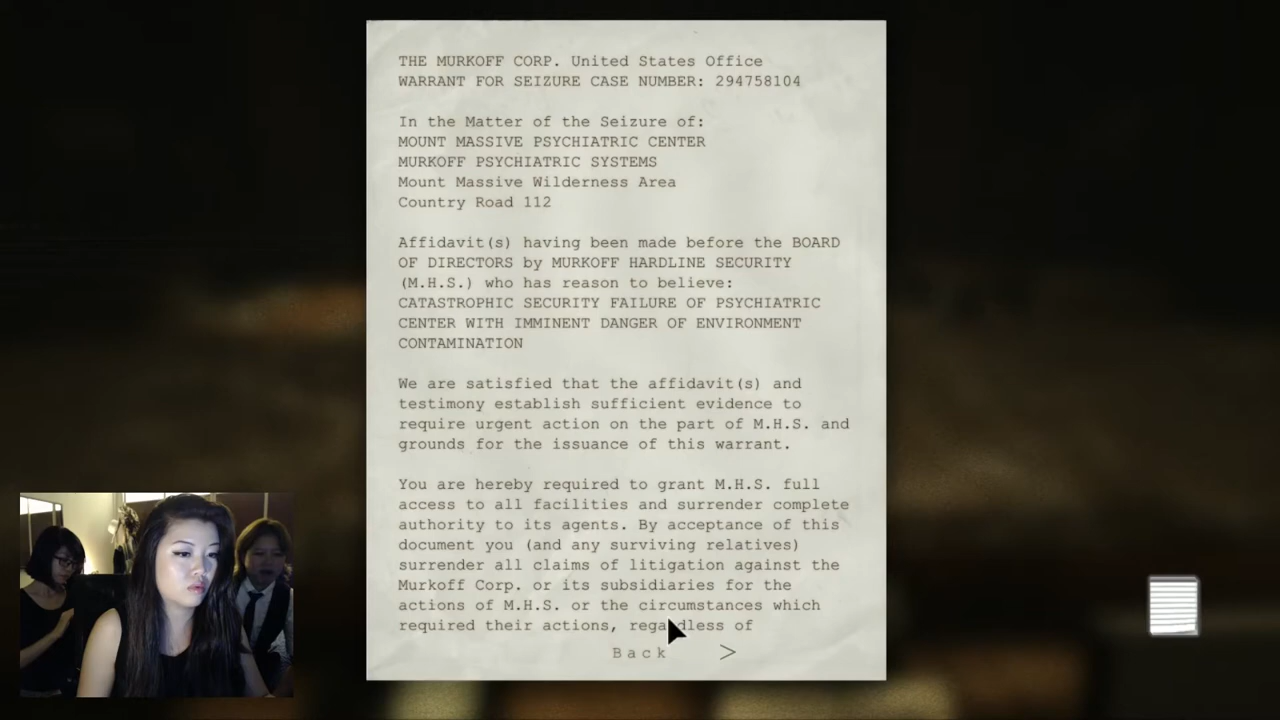 THE MURKOFF CORP. United States Office
WARRANT FOR SEIZURE CASE NUMBER: 294758104
In the Matter of the Seizure of:
MOUNT MASSIVE PSYCHIATRIC CENTER
MURKOFF PSYCHIATRIC SYSTEMS
Mount Massive Wilderness Area
Country Road 112
Affidavit(s) having been made before the BOARD
OF DIRECTORS by MURKOFF HARDLINE SECURITY
(M.H.S.) who has reason to believe:
CATASTROPHIC SECURITY FAILURE OF PSYCHIATRIC
CENTER WITH IMMINENT DANGER OF ENVIRONMENT
CONTAMINATION
We are satisfied that the affidavit(s) and
testimony establish sufficient evidence to
require urgent action on the part of M.H.S. and
grounds for the issuance of this warrant.
You are hereby required to grant M.H.S. full
access to all facilities and surrender complete
authority to its agents. By acceptance of this
document you (and any surviving relatives)
surrender all claims of litigation against the
Murkoff Corp. or its subsidiaries for the
actions of M.H.S. or the circumstances which
required their actions, regardless of
Back >